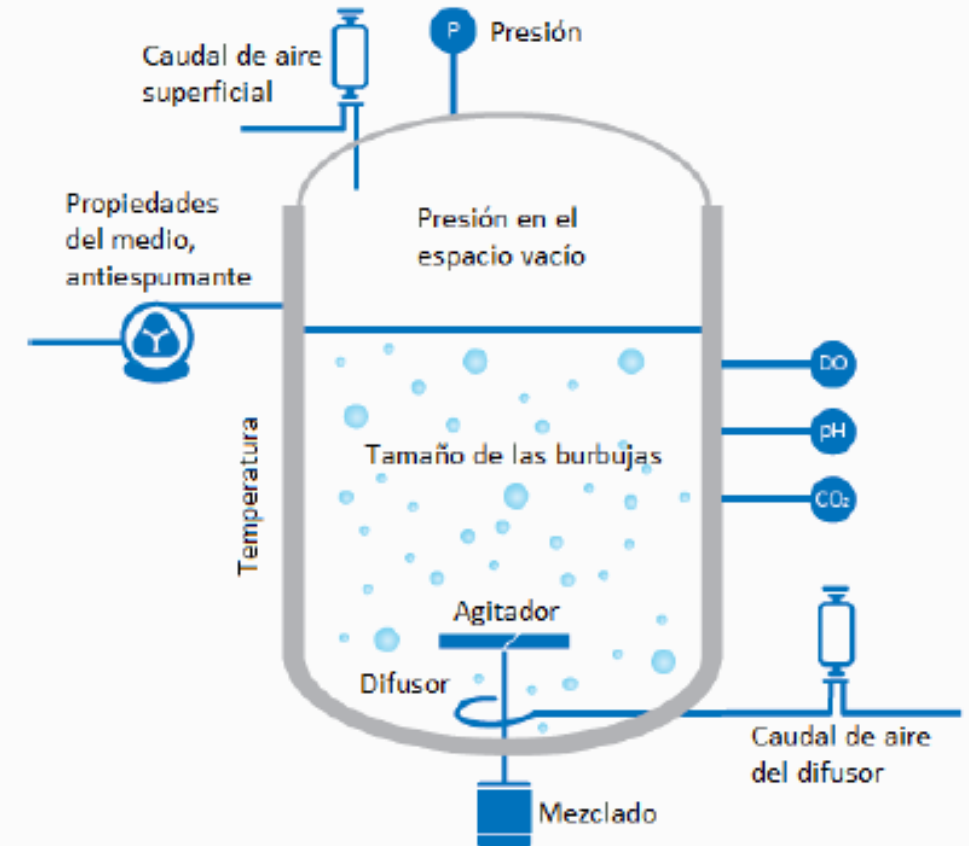 P
Presión
Caudal de aire
superficial
Propiedades
del medio,
antiespumante
Presión en el
espacio vacío
DO
pH
CO₂
Tamaño de las burbujas
Temperatura
Agitador
Difusor
Caudal de aire
del difusor
Mezclado